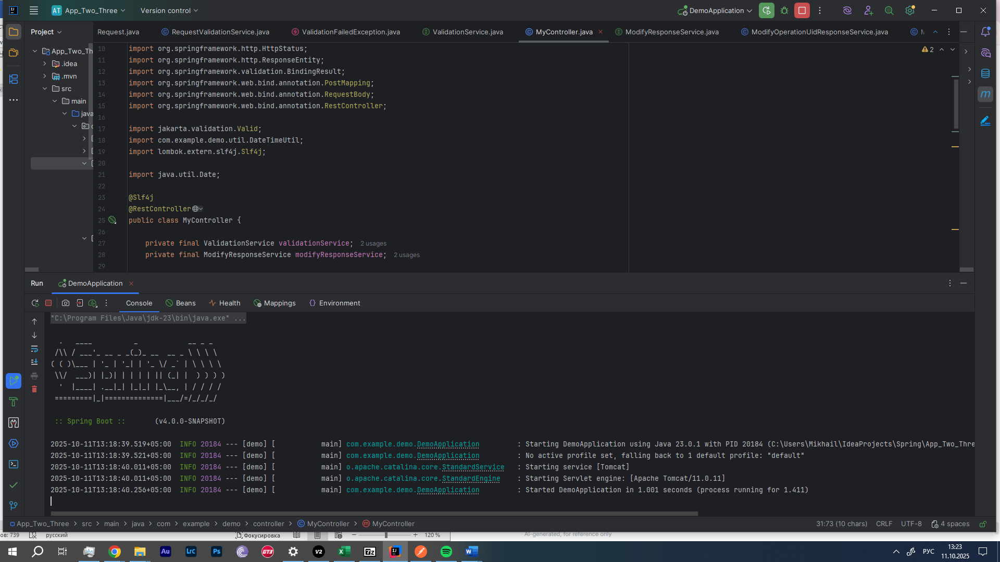 AT App_Two_Three Version control DemoApplication
Project Request.java RequestValidationService.java ValidationFailedException.java ValidationService.java MyController.java ModifyResponseService.java ModifyOperationUidResponseService.java
App_Two_Th
.idea
.mvn
src
main
java
10 import org.springframework.http.HttpStatus;
11 import org.springframework.http.ResponseEntity;
12 import org.springframework.validation.BindingResult;
13 import org.springframework.web.bind.annotation.PostMapping;
14 import org.springframework.web.bind.annotation.RequestBody;
15 import org.springframework.web.bind.annotation.RestController;
16
17 import jakarta.validation.Valid;
18 import com.example.demo.util.DateTimeUtil;
19 import lombok.extern.slf4j.Slf4j;
20
21 import java.util.Date;
22
23 @Slf4j
24 @RestController
25 public class MyController {
26
27 private final ValidationService validationService; 2 usages
28 private final ModifyResponseService modifyResponseService; 2 usages
29
2
Run DemoApplication
Console Beans Health Mappings Environment
"C:\Program Files\Java\jdk-23\bin\java.exe" ...
:: Spring Boot :: (v4.0.0-SNAPSHOT)
2025-10-11T13:18:39.519+05:00 INFO 20184 --- [demo] [ main] com.example.demo.DemoApplication : Starting DemoApplication using Java 23.0.1 with PID 20184 (C:\Users\Mikhail\IdeaProjects\Spring\App_Two_Thre
2025-10-11T13:18:39.521+05:00 INFO 20184 --- [demo] [ main] com.example.demo.DemoApplication : No active profile set, falling back to 1 default profile: "default"
2025-10-11T13:18:40.011+05:00 INFO 20184 --- [demo] [ main] o.apache.catalina.core.StandardService : Starting service [Tomcat]
2025-10-11T13:18:40.011+05:00 INFO 20184 --- [demo] [ main] o.apache.catalina.core.StandardEngine : Starting Servlet engine: [Apache Tomcat/11.0.11]
2025-10-11T13:18:40.256+05:00 INFO 20184 --- [demo] [ main] com.example.demo.DemoApplication : Started DemoApplication in 1.001 seconds (process running for 1.411)
App_Two_Three > src > main > java > com > example > demo > controller > MyController > MyController 31:73 (10 chars) CRLF UTF-8 4 spaces
ов: 739 русский Фокусировка 120 % AI-generated, for reference only
Au Lrc Ps GT3 V2 7z РУС 13:23
11.10.2025